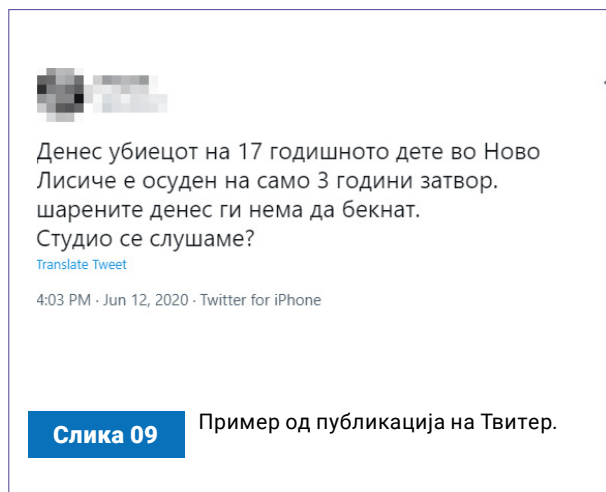 Денес убиецот на 17 годишното дете во Ново
Лисиче е осуден на само 3 години затвор.
шарените денес ги нема да бекнат.
Студио се слушаме?
Translate Tweet
4:03 PM · Jun 12, 2020 · Twitter for iPhone
Слика 09
Пример од публикација на Твитер.